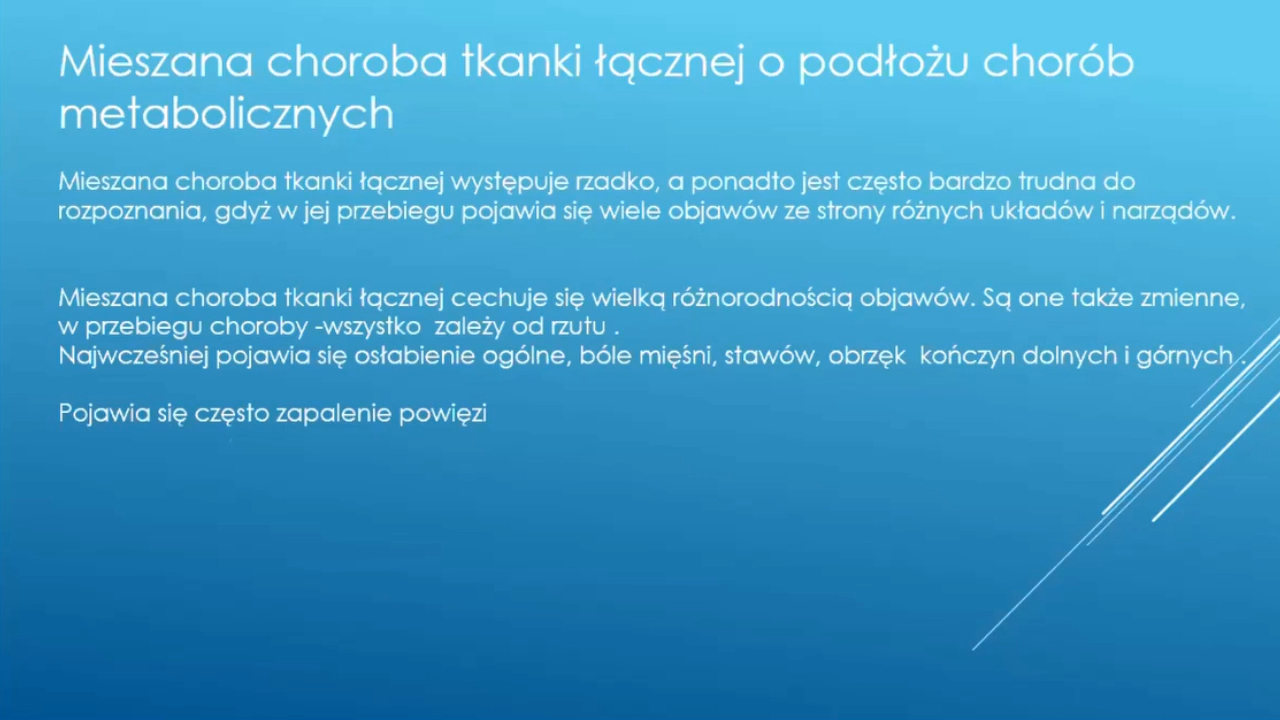 Mieszana choroba tkanki łącznej o podłożu chorób
metabolicznych
Mieszana choroba tkanki łącznej występuje rzadko, a ponadto jest często bardzo trudna do
rozpoznania, gdyż w jej przebiegu pojawia się wiele objawów ze strony różnych układów i narządów.
Mieszana choroba tkanki łącznej cechuje się wielką różnorodnością objawów. Są one także zmienne,
w przebiegu choroby -wszystko  zależy od rzutu .
Najwcześniej pojawia się osłabienie ogólne, bóle mięśni, stawów, obrzęk  kończyn dolnych i górnych .
Pojawia się często zapalenie powięzi